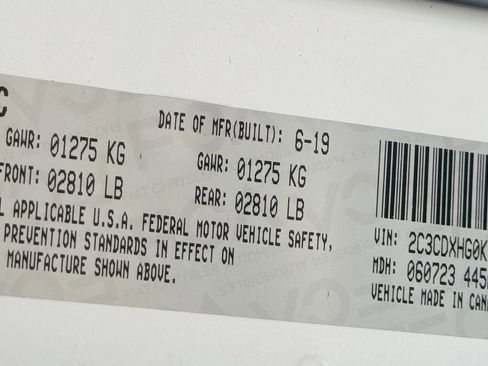 C
DATE OF MFR(BUILT): 6-19
GAWR: 01275 KG GAWR: 01275 KG
FRONT: 02810 LB REAR: 02810 LB
L APPLICABLE U.S.A. FEDERAL MOTOR VEHICLE SAFETY,
PREVENTION STANDARDS IN EFFECT ON
MANUFACTURE SHOWN ABOVE.
VIN: 2C3CDXHG0K
MDH: 060723 445
VEHICLE MADE IN CANA